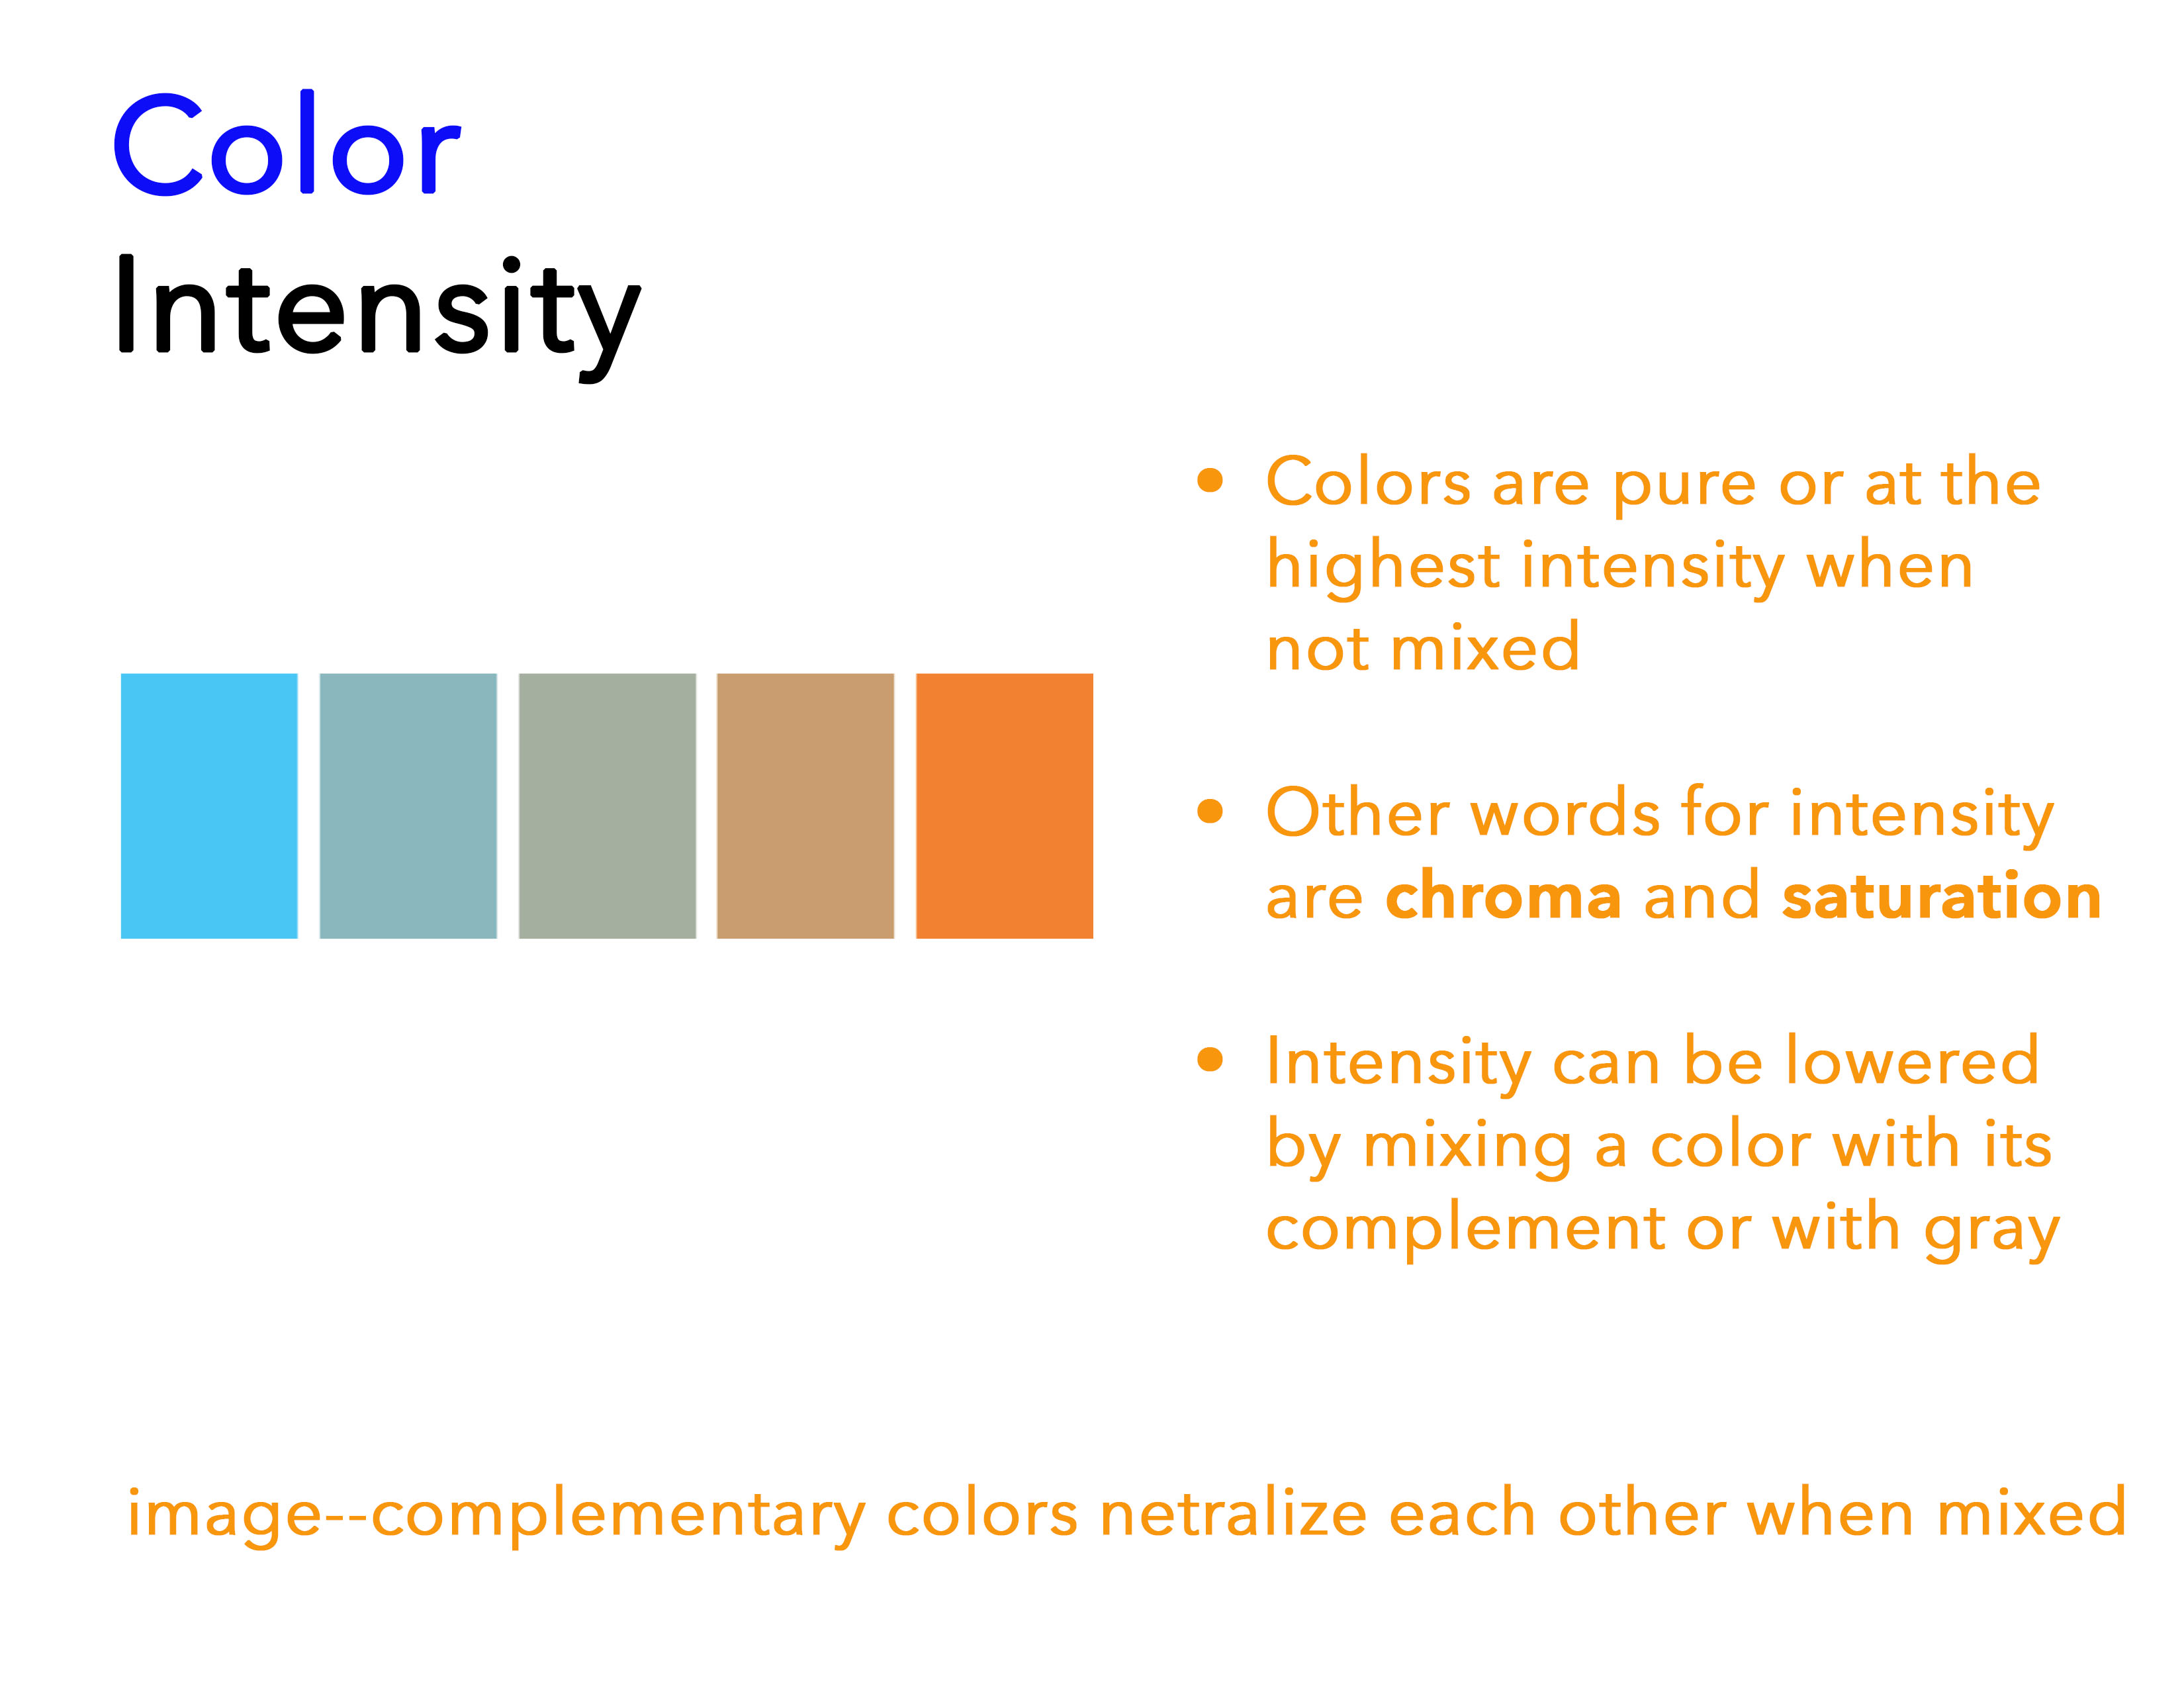 Color
Intensity
• Colors are pure or at the
highest intensity when
not mixed
• Other words for intensity
are chroma and saturation
• Intensity can be lowered
by mixing a color with its
complement or with gray
image--complementary colors netralize each other when mixed